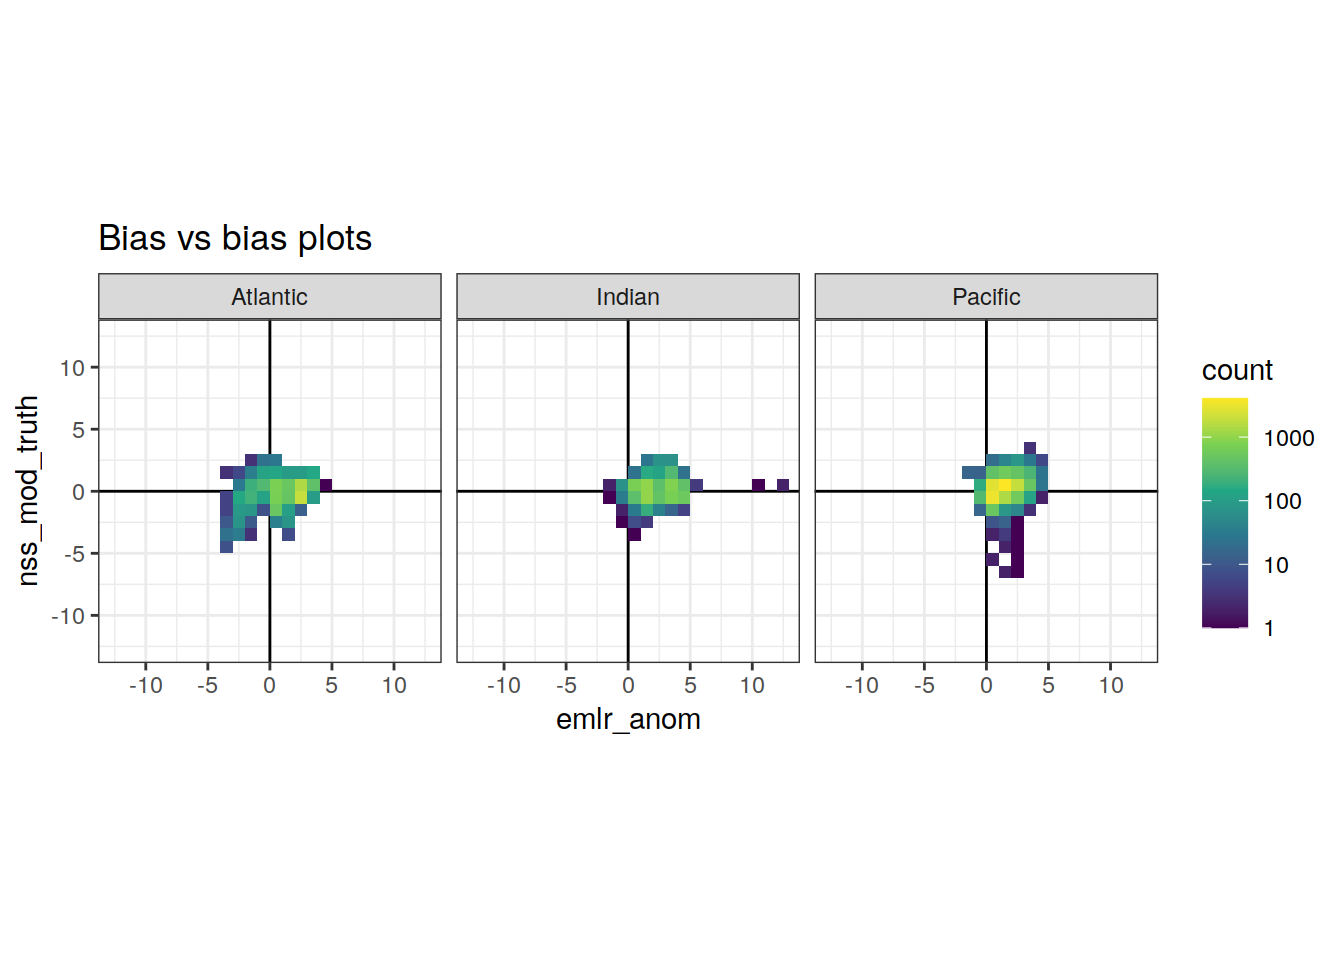 Bias vs bias plots
Atlantic
Indian
Pacific
nss_mod_truth
10
5
0
-5
-10
-10 -5 0 5 10
-10 -5 0 5 10
-10 -5 0 5 10
emlr_anom
count
1000
100
10
1